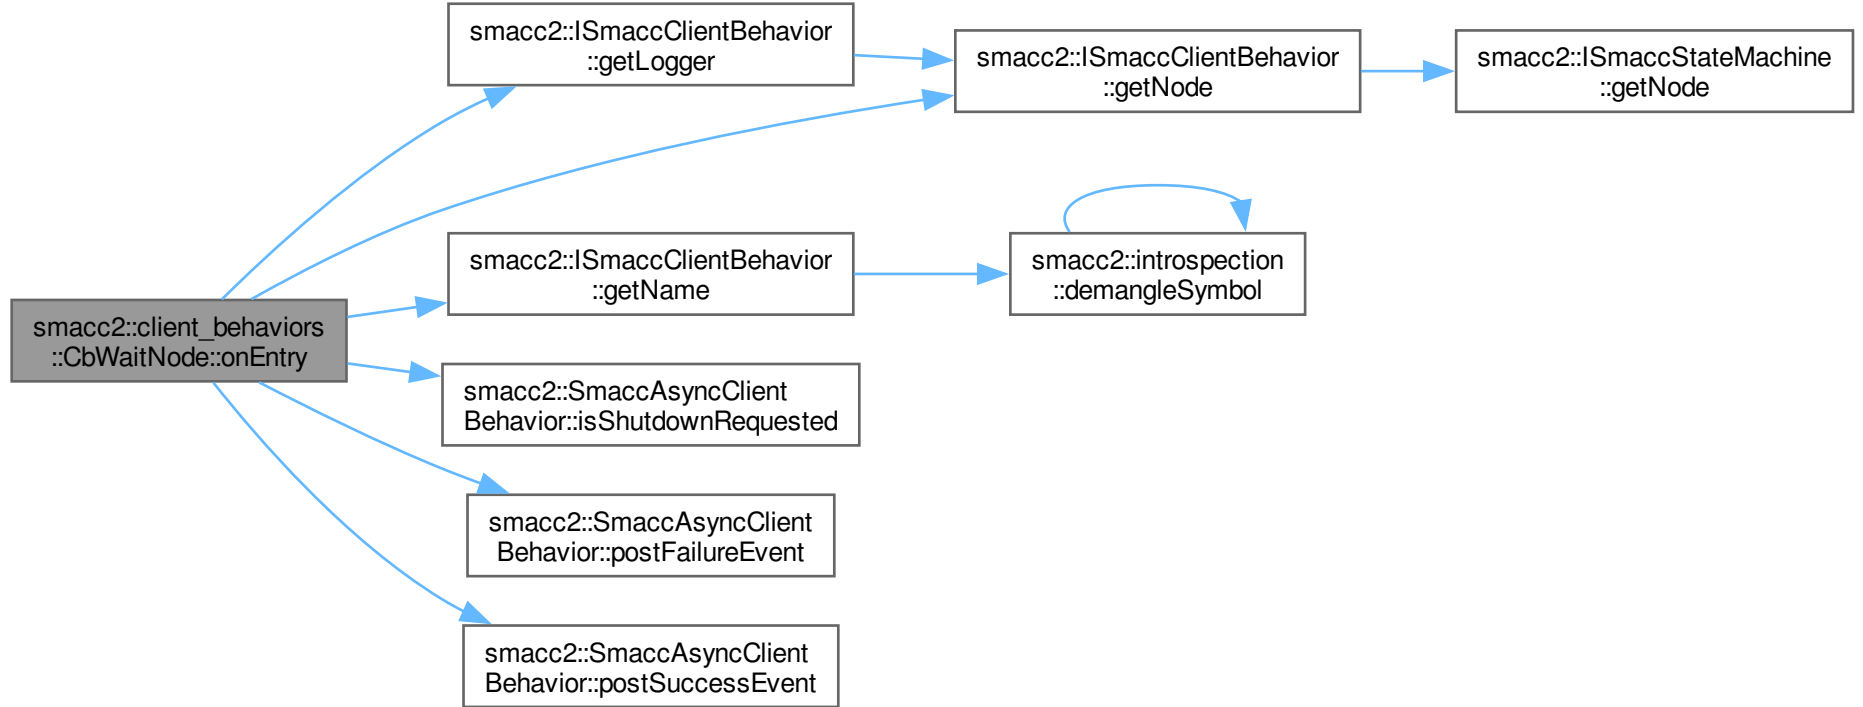 smacc2::ISmaccClientBehavior
::getLogger
smacc2::ISmaccClientBehavior
::getNode
smacc2::ISmaccStateMachine
::getNode
smacc2::ISmaccClientBehavior
::getName
smacc2::introspection
::demangleSymbol
smacc2::client_behaviors
::CbWaitNode::onEntry
smacc2::SmaccAsyncClient
Behavior::isShutdownRequested
smacc2::SmaccAsyncClient
Behavior::postFailureEvent
smacc2::SmaccAsyncClient
Behavior::postSuccessEvent